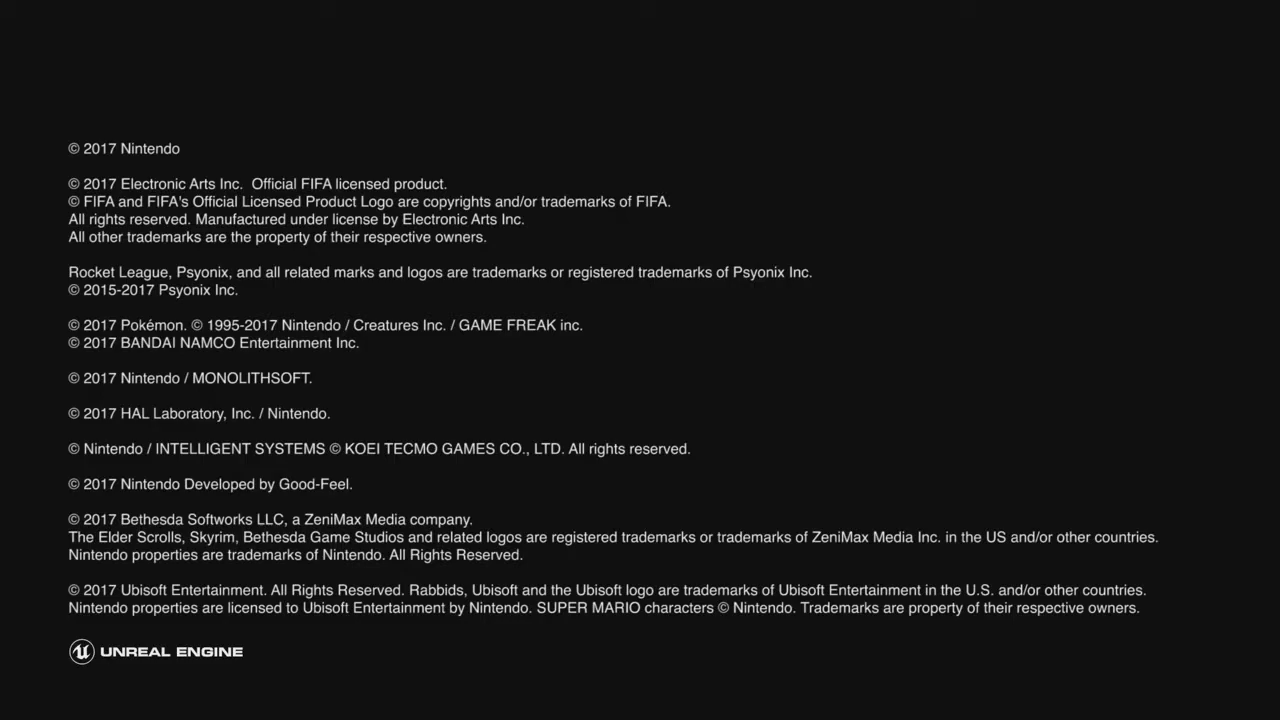 © 2017 Nintendo
© 2017 Electronic Arts Inc.  Official FIFA licensed product.
© FIFA and FIFA's Official Licensed Product Logo are copyrights and/or trademarks of FIFA.
All rights reserved. Manufactured under license by Electronic Arts Inc.
All other trademarks are the property of their respective owners.
Rocket League, Psyonix, and all related marks and logos are trademarks or registered trademarks of Psyonix Inc.
© 2015-2017 Psyonix Inc.
© 2017 Pokémon. © 1995-2017 Nintendo / Creatures Inc. / GAME FREAK inc.
© 2017 BANDAI NAMCO Entertainment Inc.
© 2017 Nintendo / MONOLITHSOFT.
© 2017 HAL Laboratory, Inc. / Nintendo.
© Nintendo / INTELLIGENT SYSTEMS © KOEI TECMO GAMES CO., LTD. All rights reserved.
© 2017 Nintendo Developed by Good-Feel.
© 2017 Bethesda Softworks LLC, a ZeniMax Media company.
The Elder Scrolls, Skyrim, Bethesda Game Studios and related logos are registered trademarks or trademarks of ZeniMax Media Inc. in the US and/or other countries.
Nintendo properties are trademarks of Nintendo. All Rights Reserved.
© 2017 Ubisoft Entertainment. All Rights Reserved. Rabbids, Ubisoft and the Ubisoft logo are trademarks of Ubisoft Entertainment in the U.S. and/or other countries.
Nintendo properties are licensed to Ubisoft Entertainment by Nintendo. SUPER MARIO characters © Nintendo. Trademarks are property of their respective owners.
UNREAL ENGINE